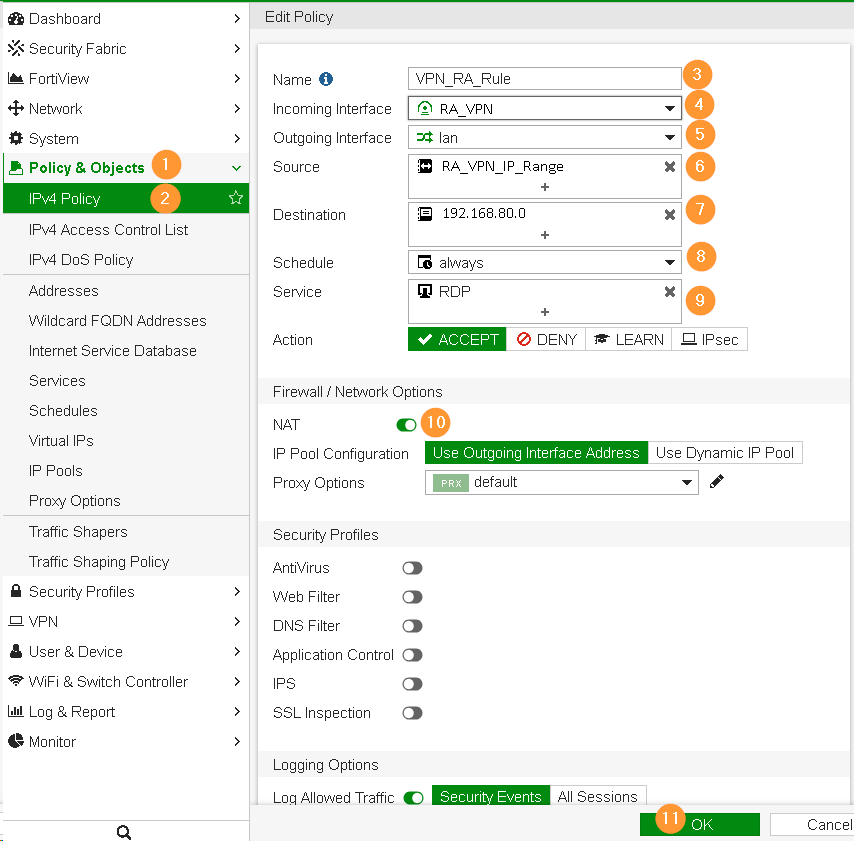 Dashboard
Security Fabric
FortiView
Network
System
Policy & Objects 1
IPv4 Policy 2
IPv4 Access Control List
IPv4 DoS Policy
Addresses
Wildcard FQDN Addresses
Internet Service Database
Services
Schedules
Virtual IPs
IP Pools
Proxy Options
Traffic Shapers
Traffic Shaping Policy
Security Profiles
VPN
User & Device
WiFi & Switch Controller
Log & Report
Monitor
Edit Policy
Name VPN_RA_Rule 3
Incoming Interface RA_VPN 4
Outgoing Interface lan 5
Source RA_VPN_IP_Range 6
+
Destination 192.168.80.0 7
+
Schedule always 8
Service RDP 9
+
Action ACCEPT DENY LEARN IPsec
Firewall / Network Options
NAT 10
IP Pool Configuration Use Outgoing Interface Address Use Dynamic IP Pool
Proxy Options PRX default
Security Profiles
AntiVirus
Web Filter
DNS Filter
Application Control
IPS
SSL Inspection
Logging Options
Log Allowed Traffic Security Events All Sessions
11 OK Cancel